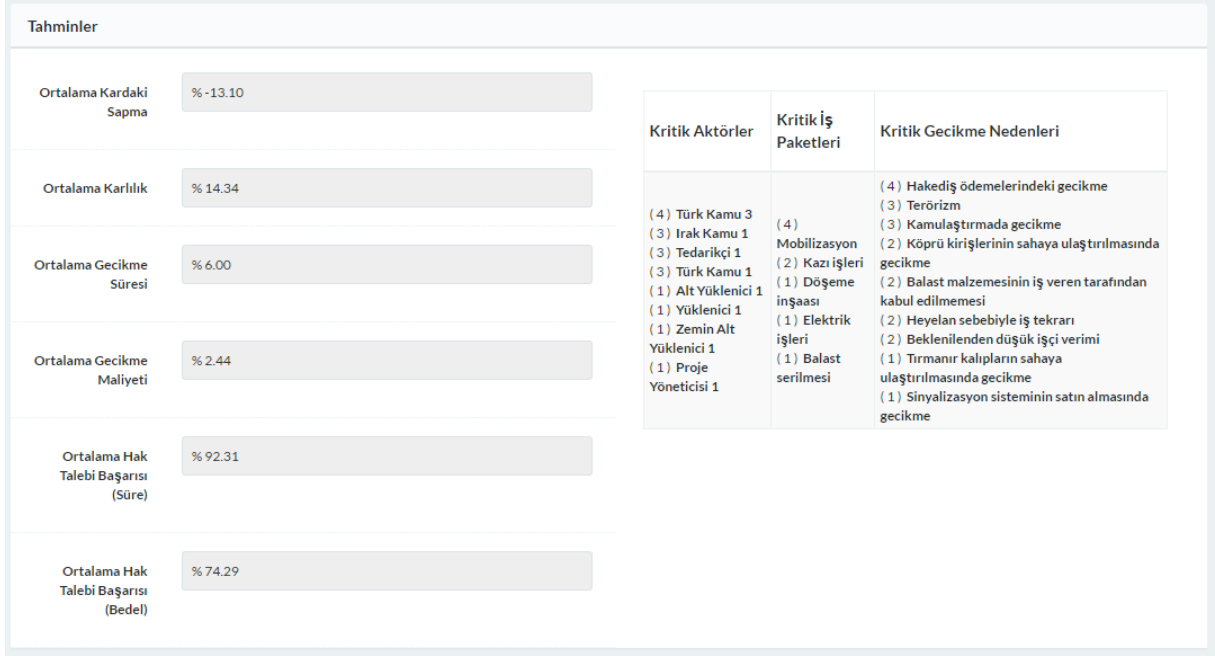 Tahminler
Ortalama Kardaki
Sapma
% -13.10
Ortalama Karlılık
% 14.34
Ortalama Gecikme
Süresi
% 6.00
Ortalama Gecikme
Maliyeti
% 2.44
Ortalama Hak
Talebi Başarısı
(Süre)
% 92.31
Ortalama Hak
Talebi Başarısı
(Bedel)
% 74.29
Kritik Aktörler
Kritik İş
Paketleri
Kritik Gecikme Nedenleri
( 4 ) Türk Kamu 3
( 3 ) Irak Kamu 1
( 3 ) Tedarikçi 1
( 3 ) Türk Kamu 1
( 1 ) Alt Yüklenici 1
( 1 ) Yüklenici 1
( 1 ) Zemin Alt
Yüklenici 1
( 1 ) Proje
Yöneticisi 1
( 4 )
Mobilizasyon
( 2 ) Kazı işleri
( 1 ) Döşeme
inşaası
( 1 ) Elektrik
işleri
( 1 ) Balast
serilmesi
( 4 ) Hakediş ödemelerindeki gecikme
( 3 ) Terörizm
( 3 ) Kamulaştırmada gecikme
( 2 ) Köprü kirişlerinin sahaya ulaştırılmasında
gecikme
( 2 ) Balast malzemesinin iş veren tarafından
kabul edilmemesi
( 2 ) Heyelan sebebiyle iş tekrarı
( 2 ) Beklenilenden düşük işçi verimi
( 1 ) Tırmanır kalıpların sahaya
ulaştırılmasında gecikme
( 1 ) Sinyalizasyon sisteminin satın almasında
gecikme